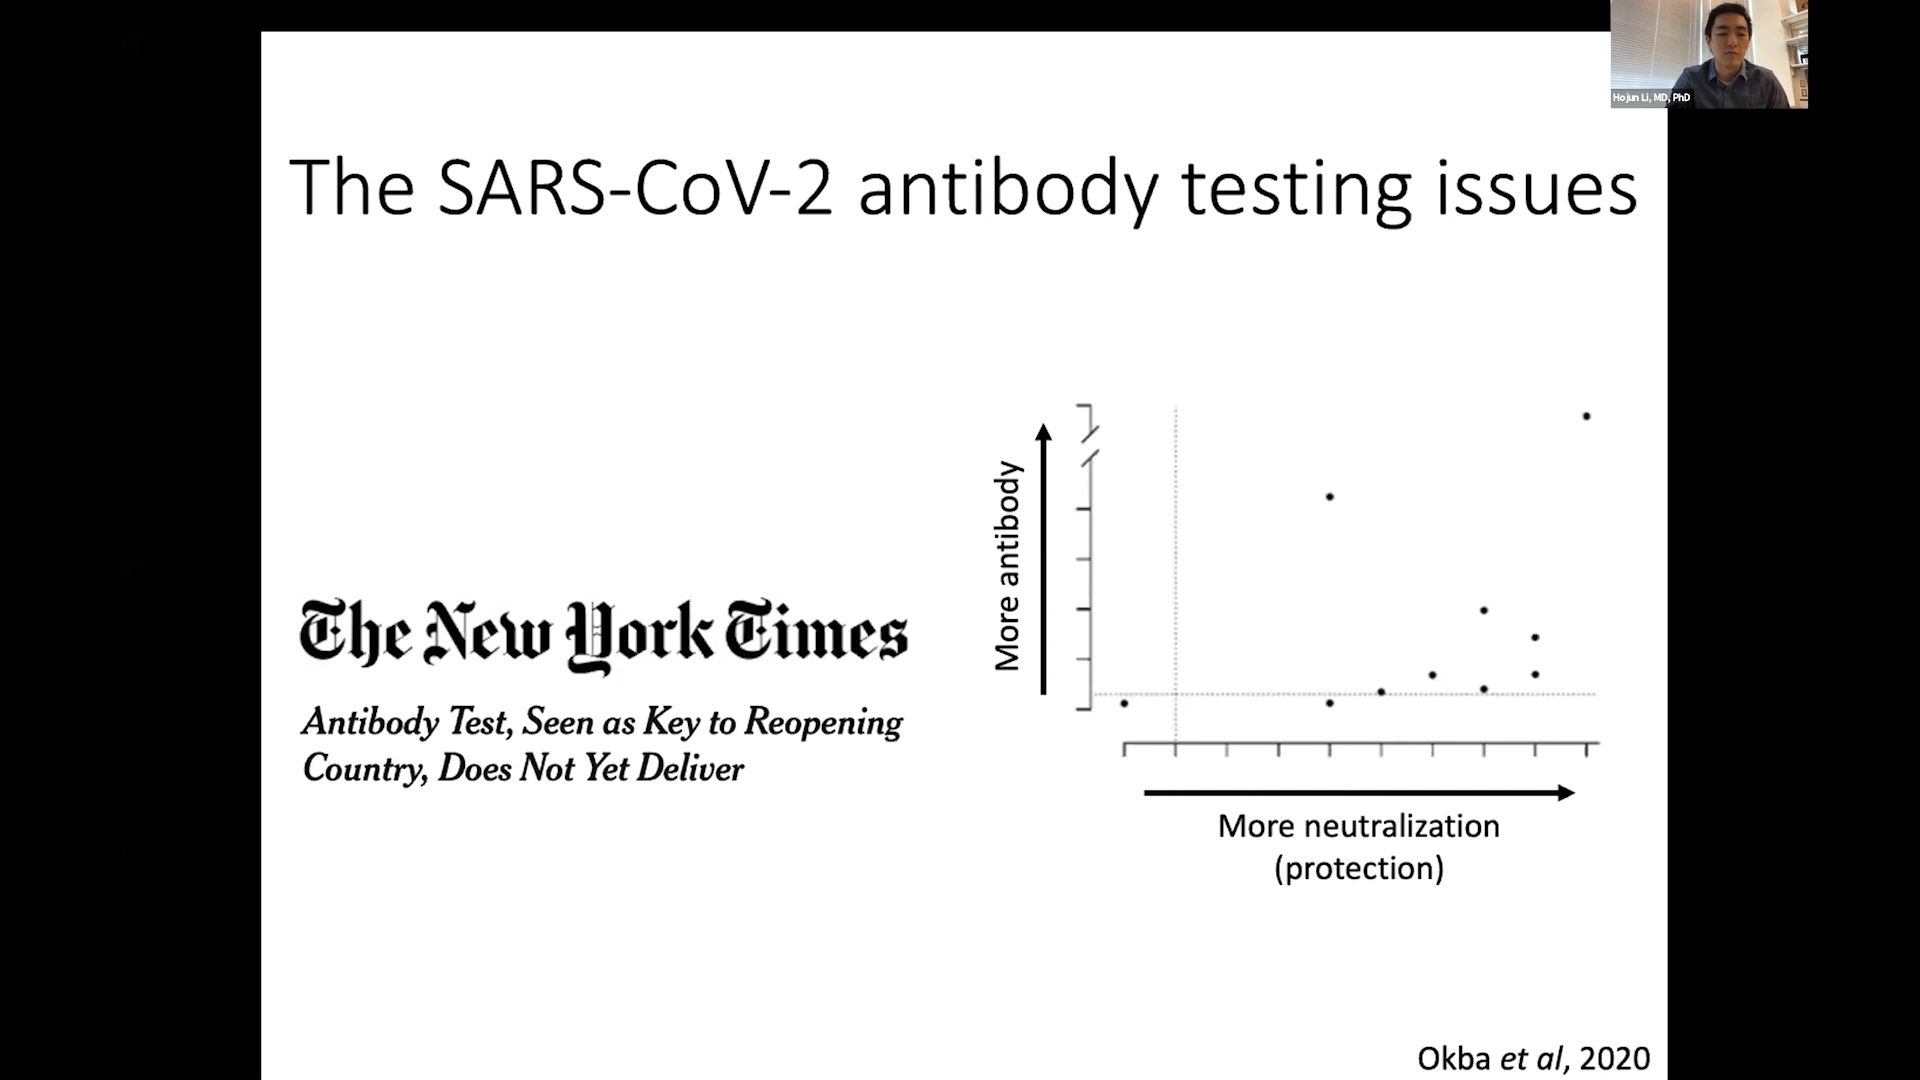 Hojun Li, MD, PhD
The SARS-CoV-2 antibody testing issues
The New York Times
Antibody Test, Seen as Key to Reopening
Country, Does Not Yet Deliver
More antibody
More neutralization
(protection)
Okba et al, 2020